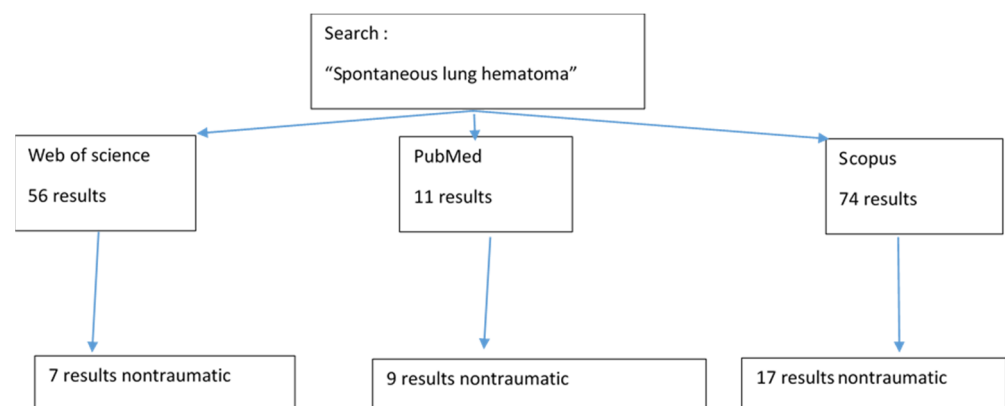 Search :
“Spontaneous lung hematoma”
Web of science
56 results
PubMed
11 results
Scopus
74 results
7 results nontraumatic
9 results nontraumatic
17 results nontraumatic